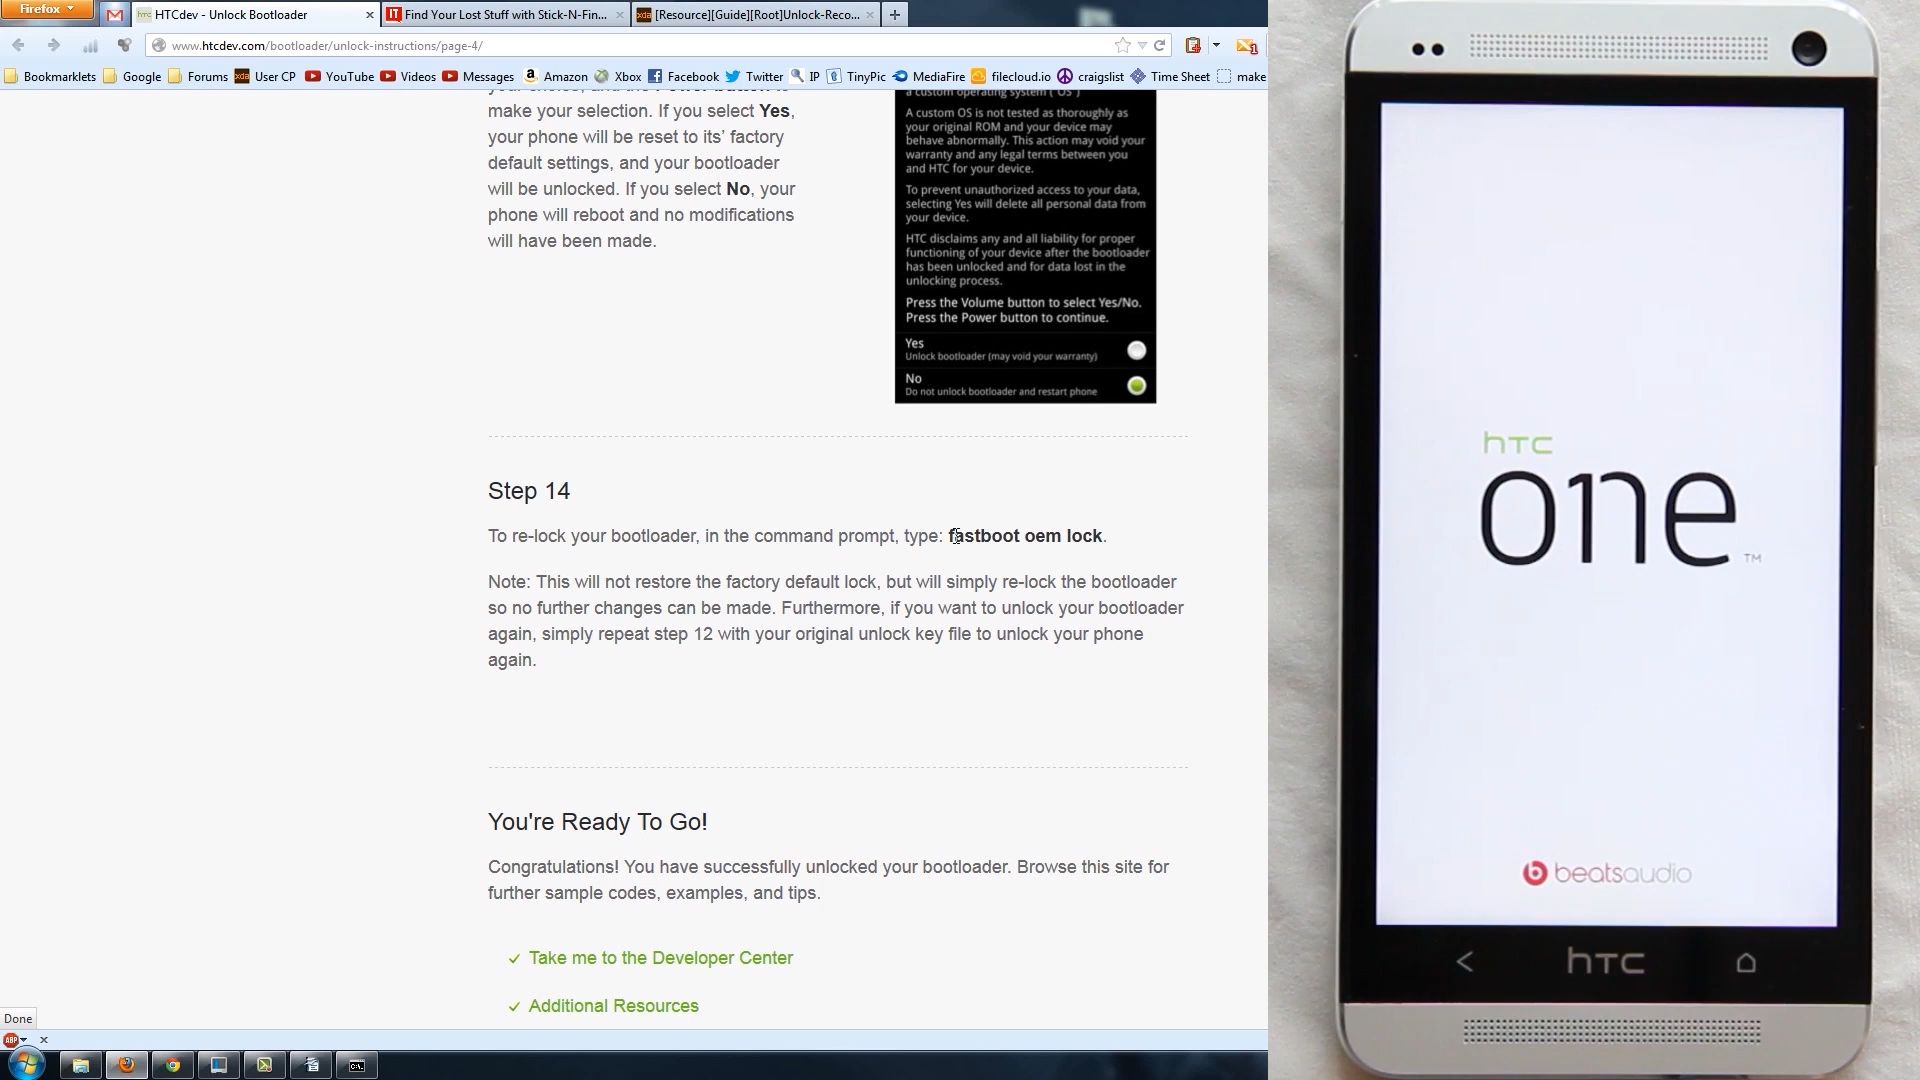 Firefox
HTCdev - Unlock Bootloader
Find Your Lost Stuff with Stick-N-Fin...
[Resource][Guide][Root]Unlock-Reco...
www.htcdev.com/bootloader/unlock-instructions/page-4/
Bookmarklets Google Forums User CP YouTube Videos Messages Amazon Xbox Facebook Twitter IP TinyPic MediaFire filecloud.io craigslist Time Sheet make
make your selection. If you select Yes,
your phone will be reset to its’ factory
default settings, and your bootloader
will be unlocked. If you select No, your
phone will reboot and no modifications
will have been made.
a custom operating system ("OS")
A custom OS is not tested as thoroughly as
your original ROM and your device may
behave abnormally. This action may void your
warranty and any legal terms between you
and HTC for your device.
To prevent unauthorized access to your data,
selecting Yes will delete all personal data from
your device.
HTC disclaims any and all liability for proper
functioning of your device after the bootloader
has been unlocked and for data lost in the
unlocking process.
Press the Volume button to select Yes/No.
Press the Power button to continue.
Yes
Unlock bootloader (may void your warranty)
No
Do not unlock bootloader and restart phone
Step 14
To re-lock your bootloader, in the command prompt, type: fastboot oem lock.
Note: This will not restore the factory default lock, but will simply re-lock the bootloader
so no further changes can be made. Furthermore, if you want to unlock your bootloader
again, simply repeat step 12 with your original unlock key file to unlock your phone
again.
You're Ready To Go!
Congratulations! You have successfully unlocked your bootloader. Browse this site for
further sample codes, examples, and tips.
Take me to the Developer Center
Additional Resources
Done
ABP
hTC
one
TM
beatsaudio
hTC